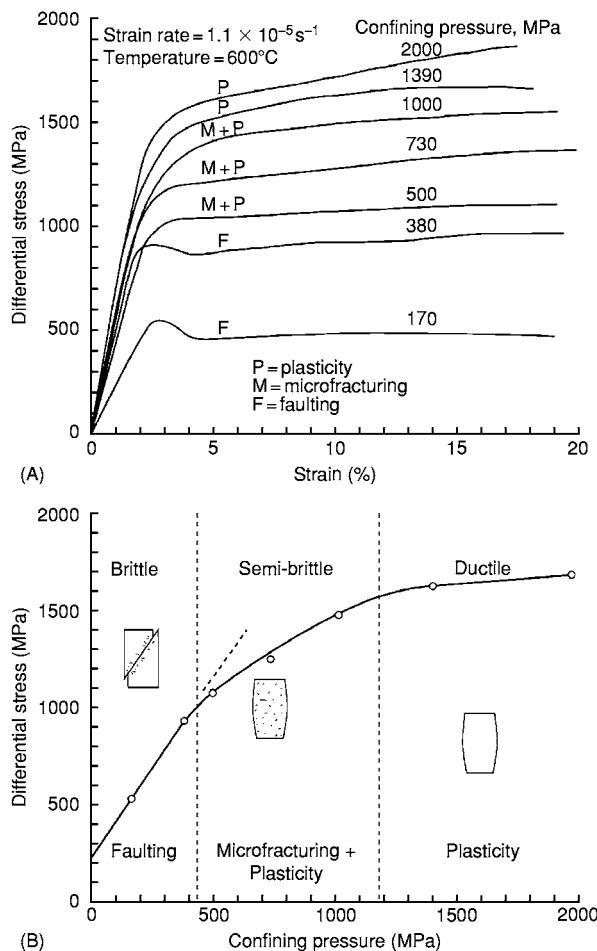 2000
Strain rate = 1.1 × 10⁻⁵s⁻¹
Temperature = 600°C
Confining pressure, MPa
2000
P
1390
P
1500
M + P
1000
M + P
730
M + P
500
1000
F
380
500
F
170
P = plasticity
M = microfracturing
F = faulting
0
0 5 10 15 20
(A)
Strain (%)
Differential stress (MPa)
2000
Brittle Semi-brittle Ductile
1500
1000
500
Faulting Microfracturing + Plasticity
Plasticity
0
0 500 1000 1500 2000
(B)
Confining pressure (MPa)
Differential stress (MPa)